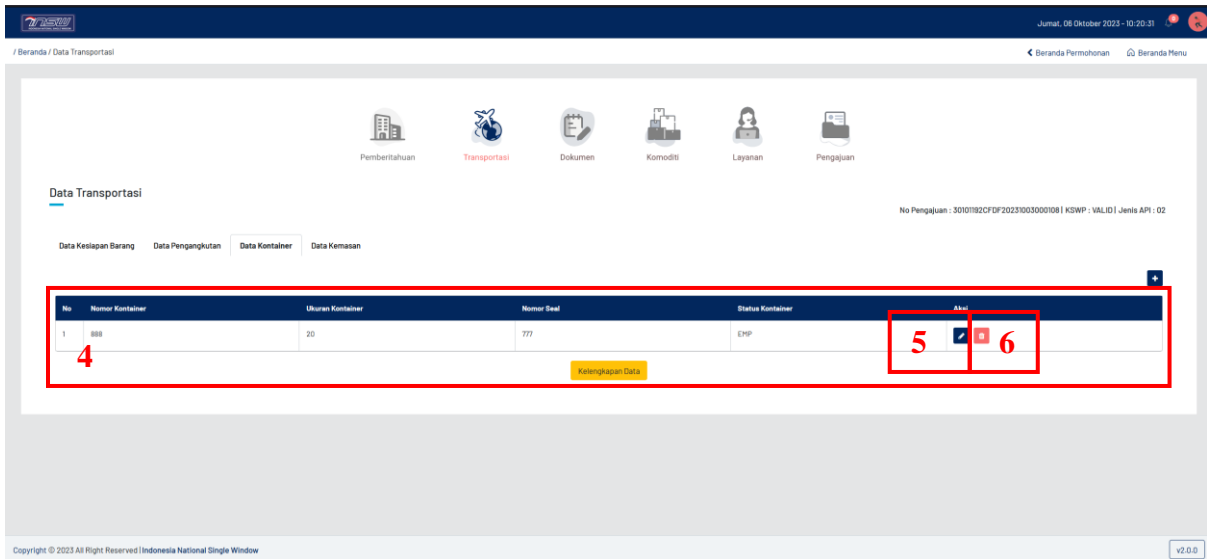 INSW
Jumat, 06 Oktober 2023 - 10:20:31
/ Beranda / Data Transportasi
Beranda Permohonan Beranda Menu
Pemberitahuan Transportasi Dokumen Komoditi Layanan Pengajuan
Data Transportasi
No Pengajuan : 30101192CFDF20231003000108 | KSWP : VALID | Jenis API : 02
Data Kesiapan Barang Data Pengangkutan Data Kontainer Data Kemasan
+
No Nomor Kontainer Ukuran Kontainer Nomor Seal Status Kontainer Aksi
1 888 20 777 EMP
4 5 6
Kelengkapan Data
Copyright © 2023 All Right Reserved | Indonesia National Single Window
v2.0.0